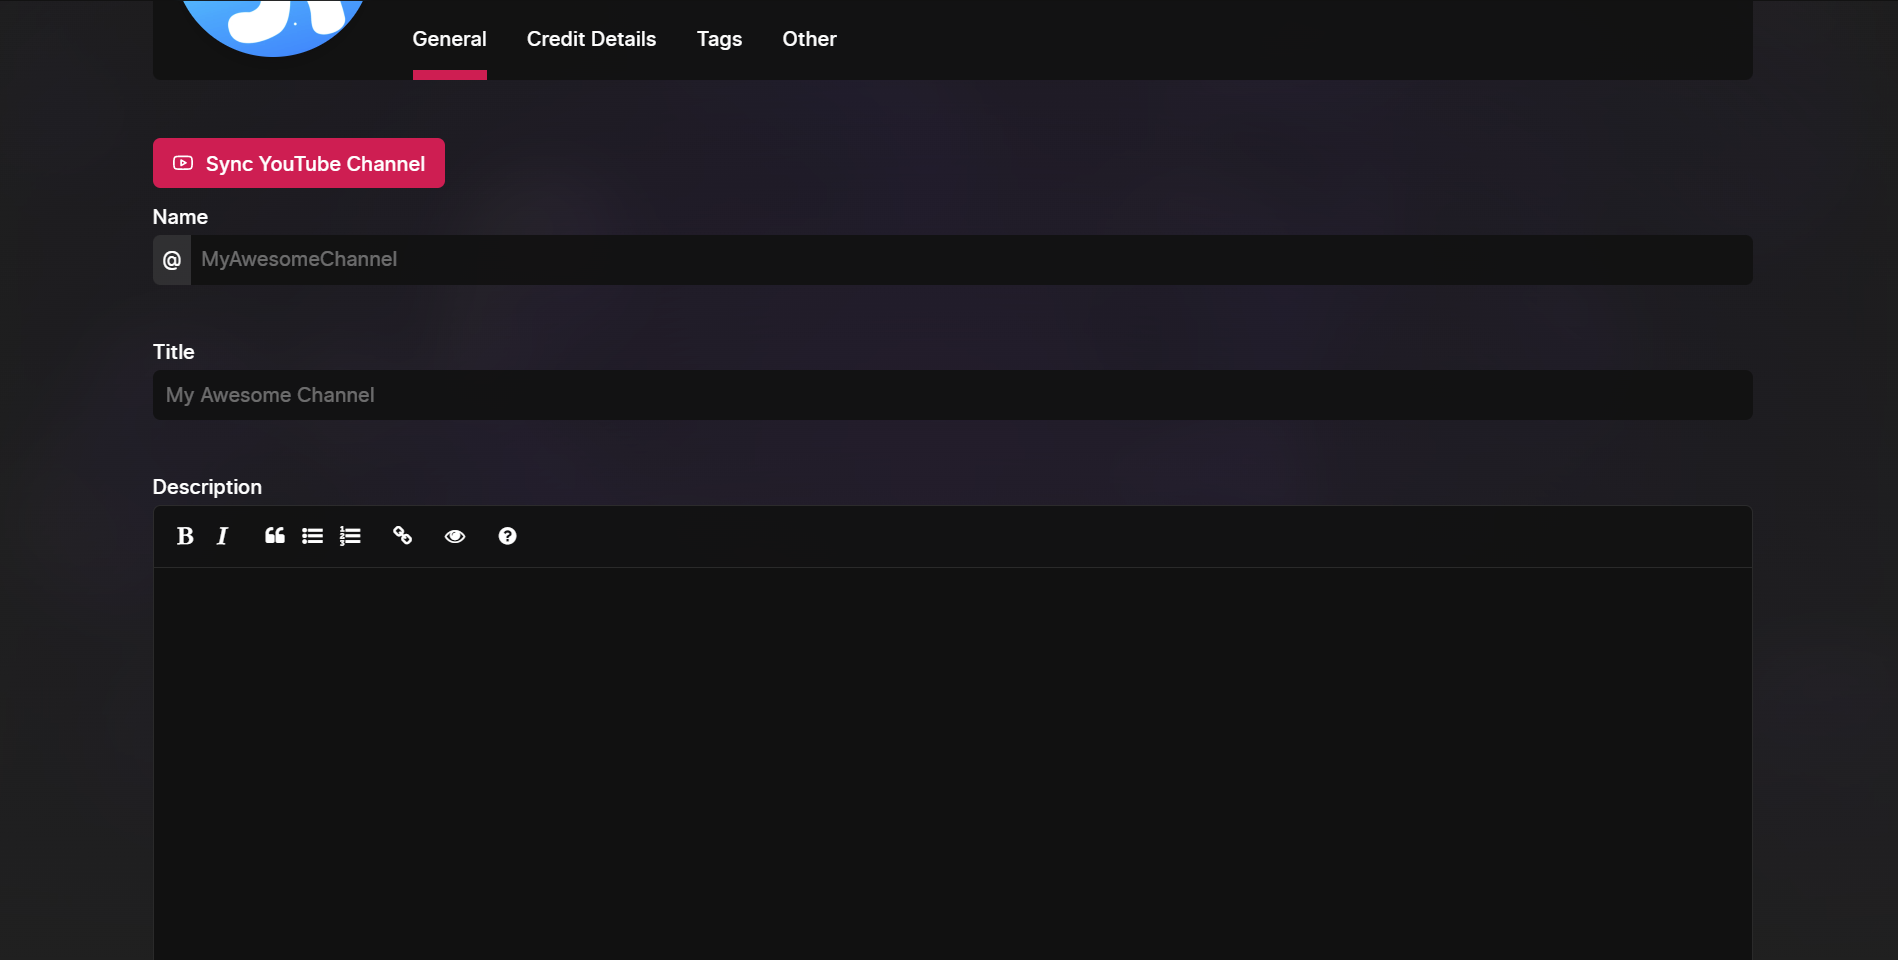 General Credit Details Tags Other
Sync YouTube Channel
Name
@ MyAwesomeChannel
Title
My Awesome Channel
Description
B I